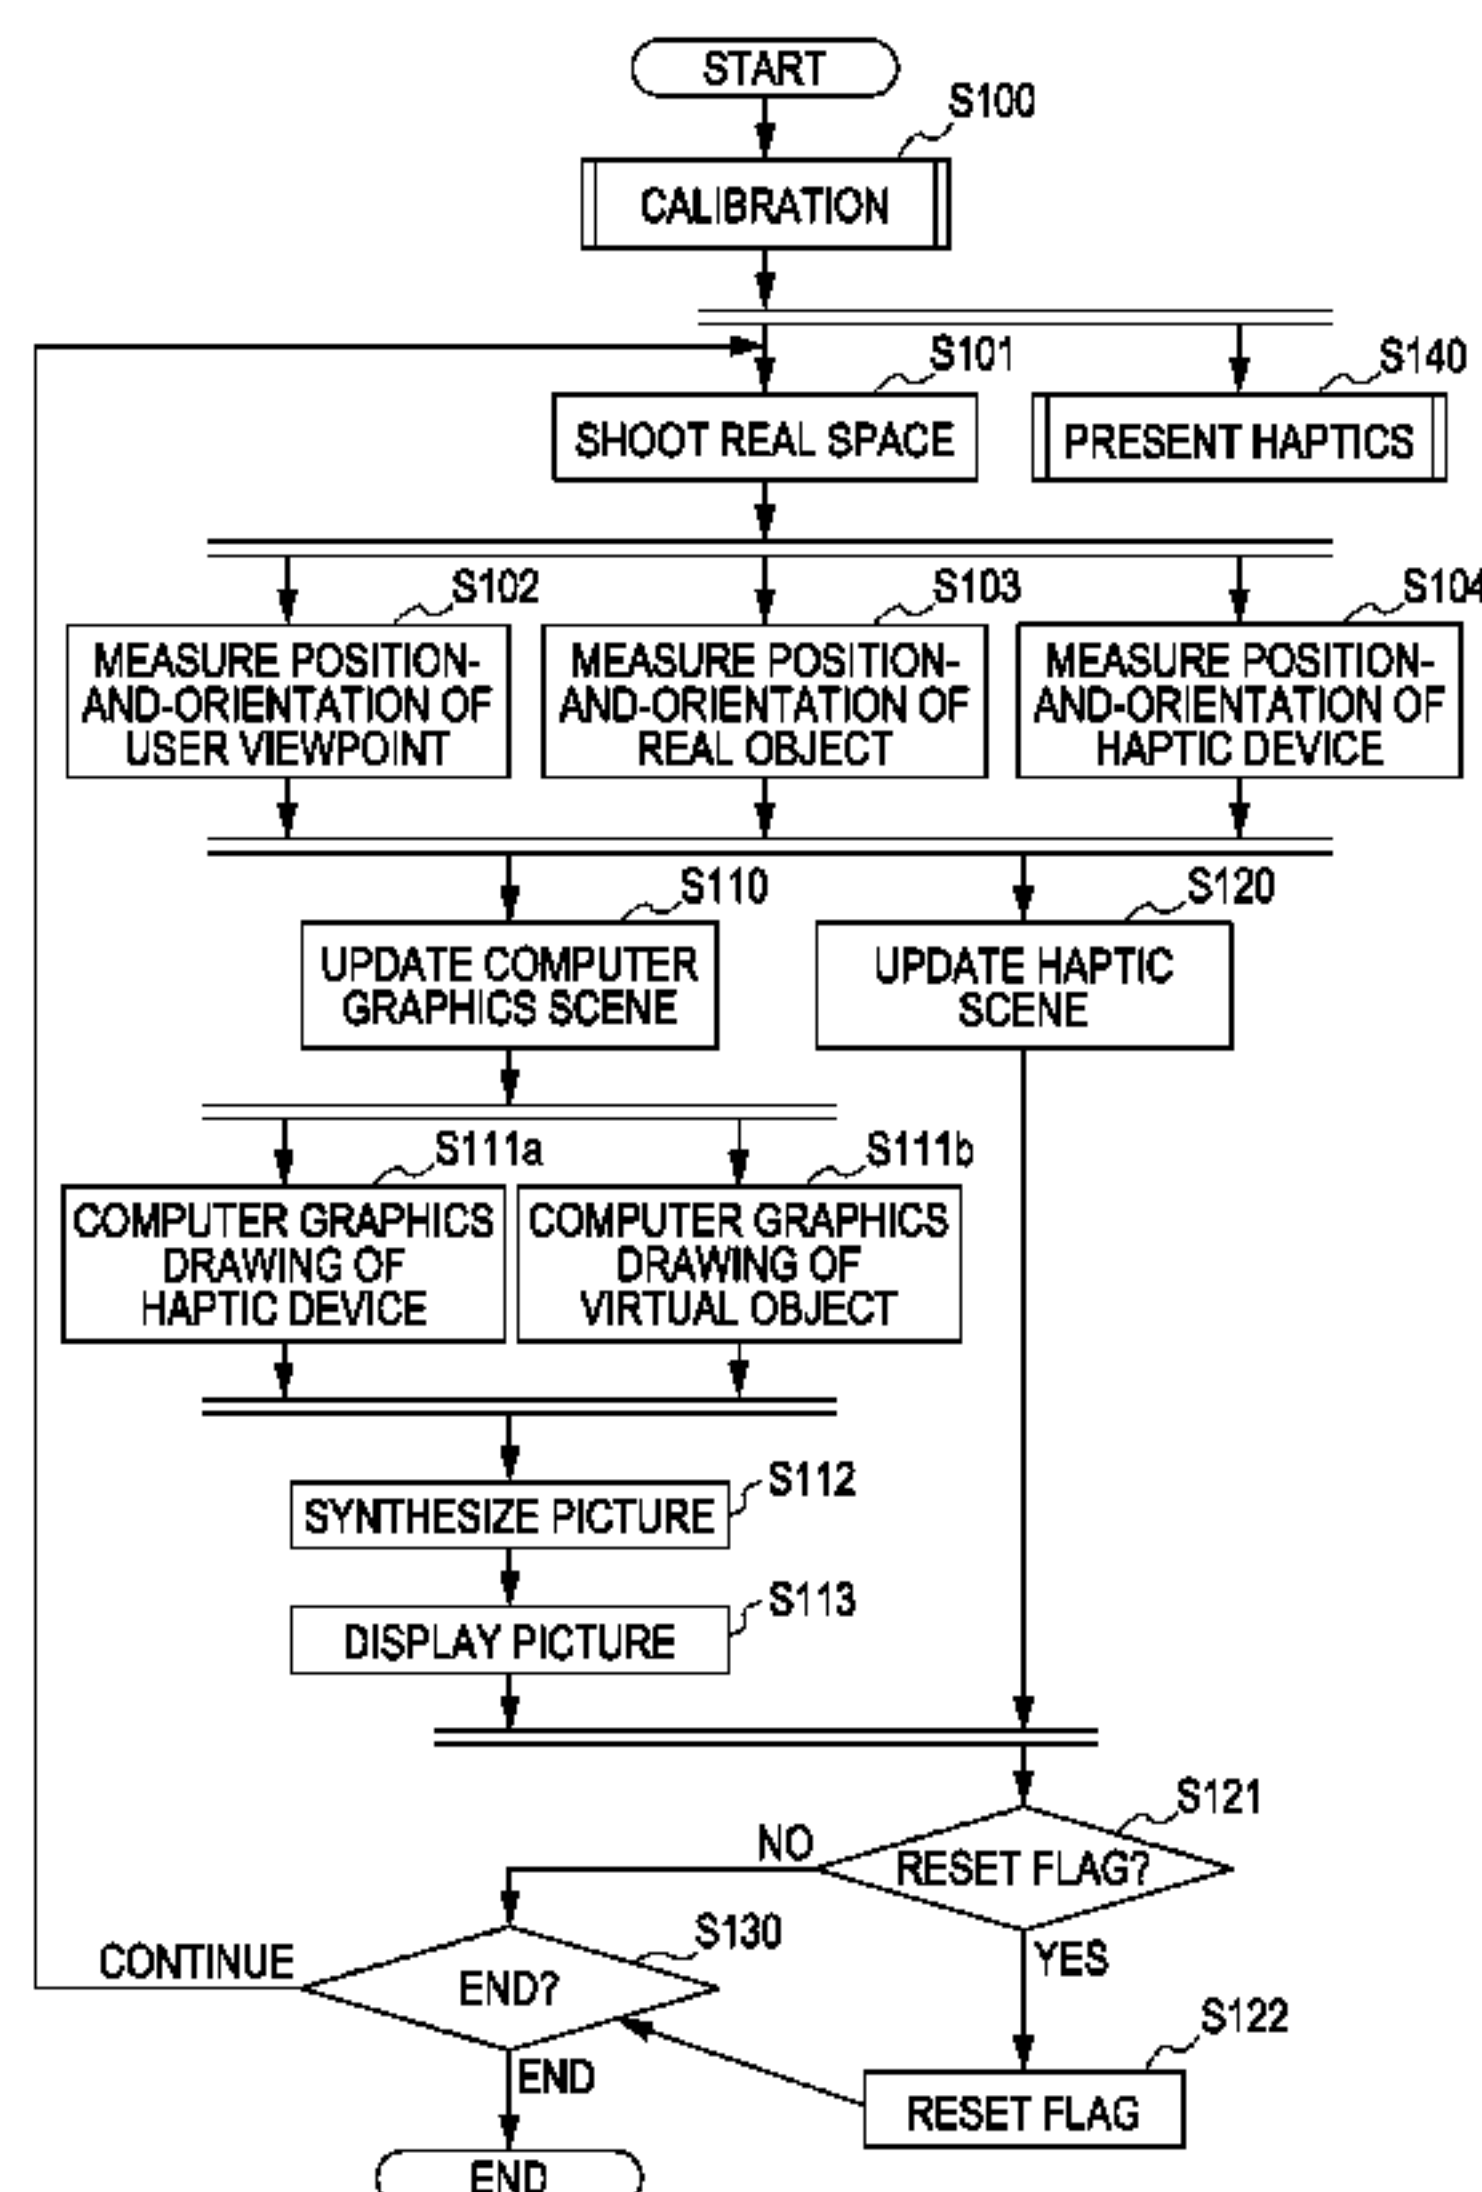 START
S100
CALIBRATION
S101
S140
SHOOT REAL SPACE
PRESENT HAPTICS
S102
S103
S104
MEASURE POSITION-
AND-ORIENTATION OF
USER VIEWPOINT
MEASURE POSITION-
AND-ORIENTATION OF
REAL OBJECT
MEASURE POSITION-
AND-ORIENTATION OF
HAPTIC DEVICE
S110
S120
UPDATE COMPUTER
GRAPHICS SCENE
UPDATE HAPTIC
SCENE
S111a
S111b
COMPUTER GRAPHICS
DRAWING OF
HAPTIC DEVICE
COMPUTER GRAPHICS
DRAWING OF
VIRTUAL OBJECT
S112
SYNTHESIZE PICTURE
S113
DISPLAY PICTURE
S121
NO
RESET FLAG?
S130
CONTINUE
END?
YES
S122
END
RESET FLAG
END